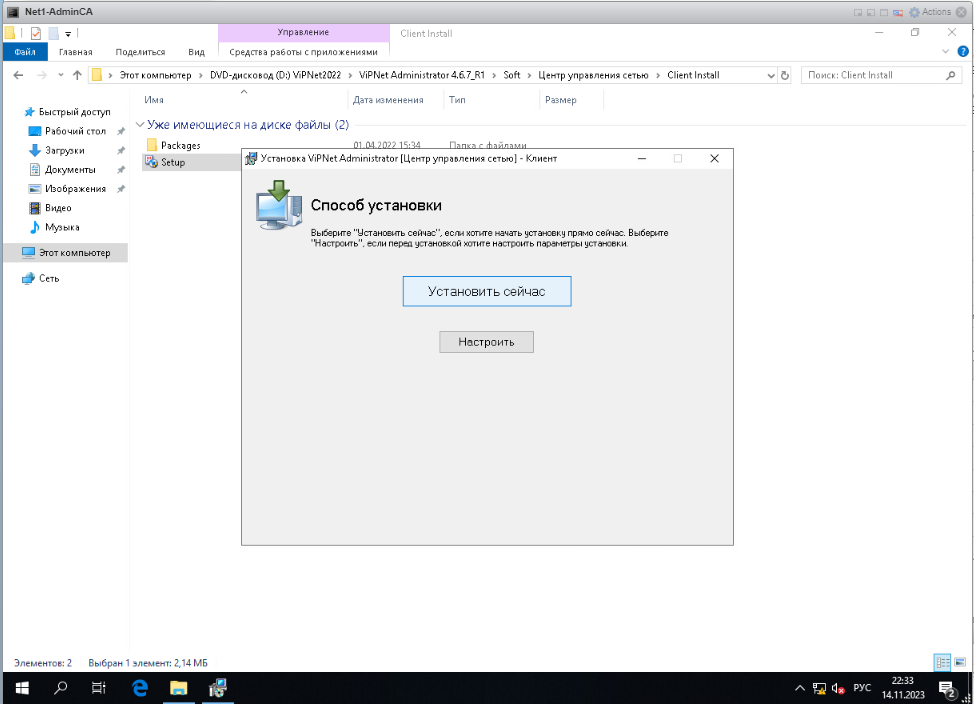 Net1-AdminCA
Actions
Управление
Client Install
Файл
Главная
Поделиться
Вид
Средства работы с приложениями
Этот компьютер
DVD-дисковод (D:) ViPNet2022
ViPNet Administrator 4.6.7_R1
Soft
Центр управления сетью
Client Install
Поиск: Client Install
Имя
Дата изменения
Тип
Размер
Быстрый доступ
Рабочий стол
Загрузки
Документы
Изображения
Видео
Музыка
Этот компьютер
Сеть
Уже имеющиеся на диске файлы (2)
Packages
01.04.2022 15:34
Папка с файлами
Setup
Установка ViPNet Administrator [Центр управления сетью] - Клиент
Способ установки
Выберите "Установить сейчас", если хотите начать установку прямо сейчас. Выберите
"Настроить", если перед установкой хотите настроить параметры установки.
Установить сейчас
Настроить
Элементов: 2
Выбран 1 элемент: 2,14 МБ
РУС
22:33
14.11.2023
2